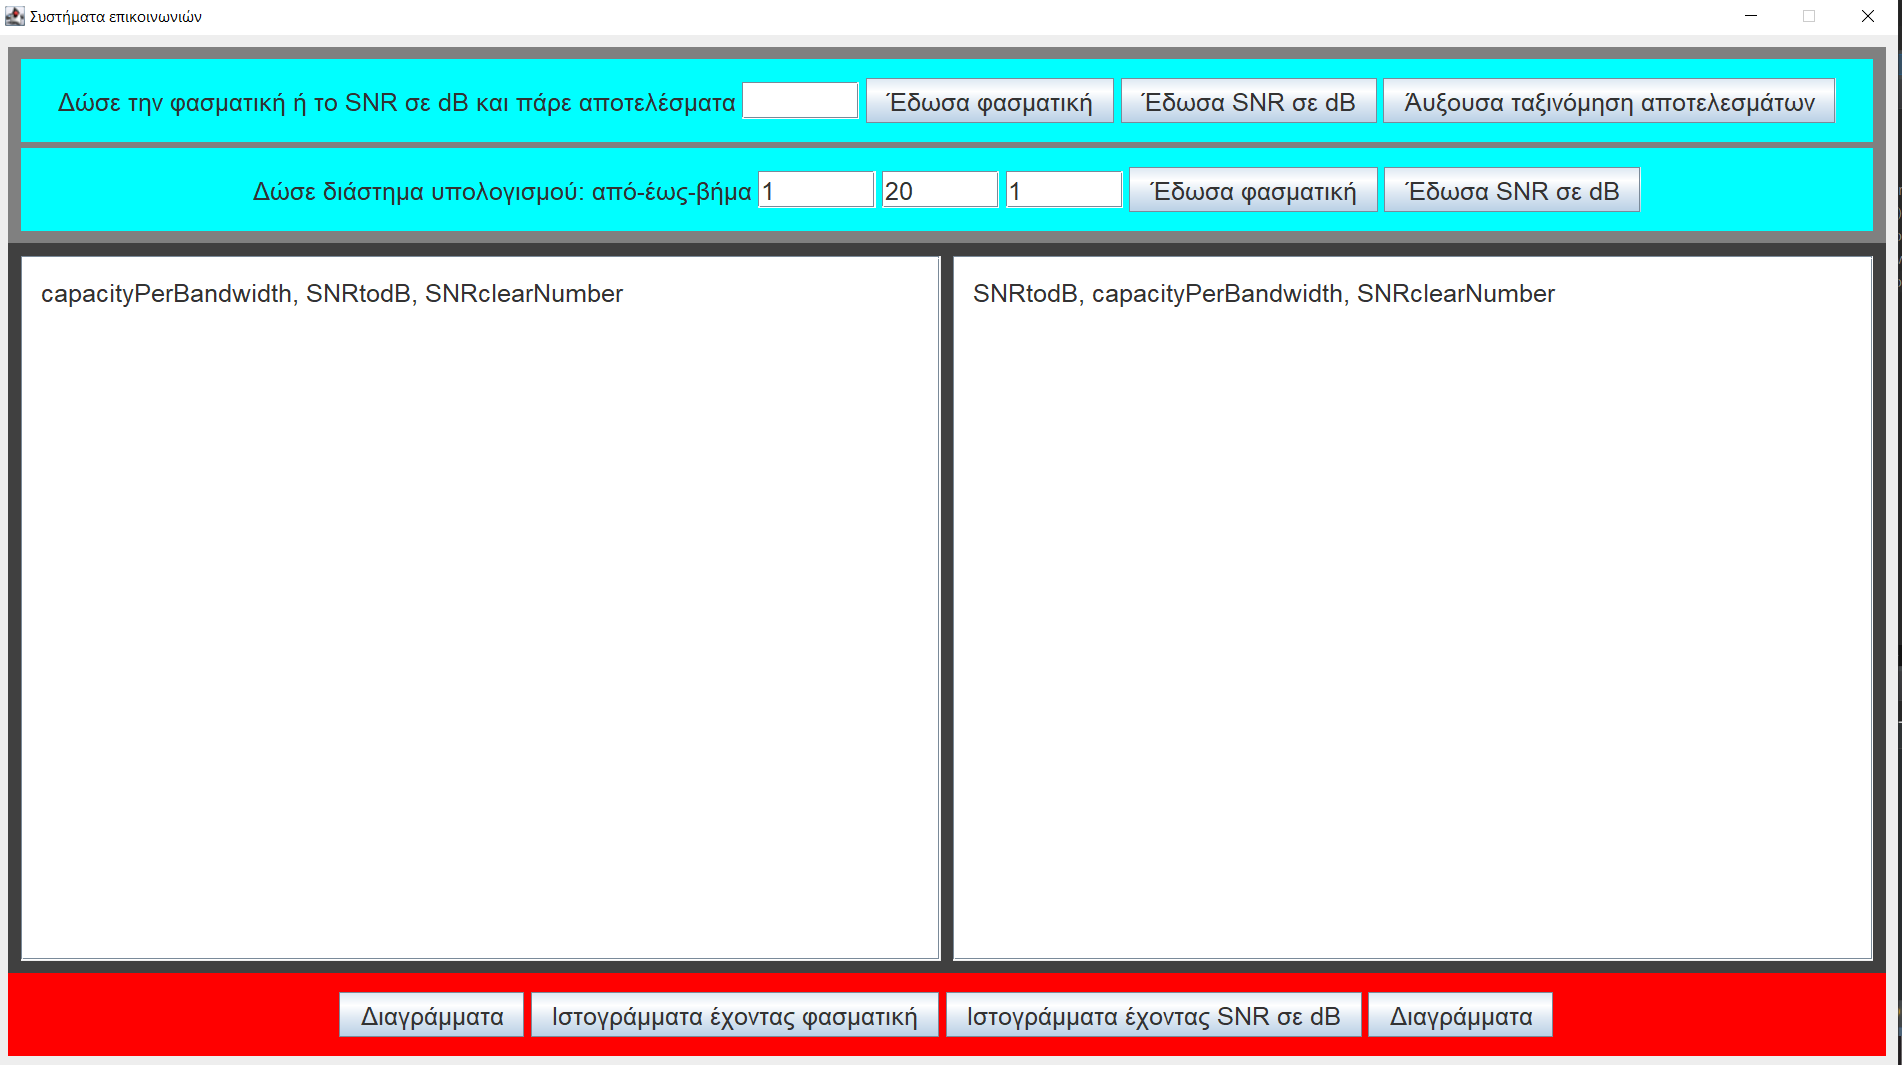 Συστήματα επικοινωνιών
Δώσε την φασματική ή το SNR σε dB και πάρε αποτελέσματα Έδωσα φασματική Έδωσα SNR σε dB Άυξουσα ταξινόμηση αποτελεσμάτων
Δώσε διάστημα υπολογισμού: από-έως-βήμα 1 20 1 Έδωσα φασματική Έδωσα SNR σε dB
capacityPerBandwidth, SNRtodB, SNRclearNumber
SNRtodB, capacityPerBandwidth, SNRclearNumber
Διαγράμματα Ιστογράμματα έχοντας φασματική Ιστογράμματα έχοντας SNR σε dB Διαγράμματα